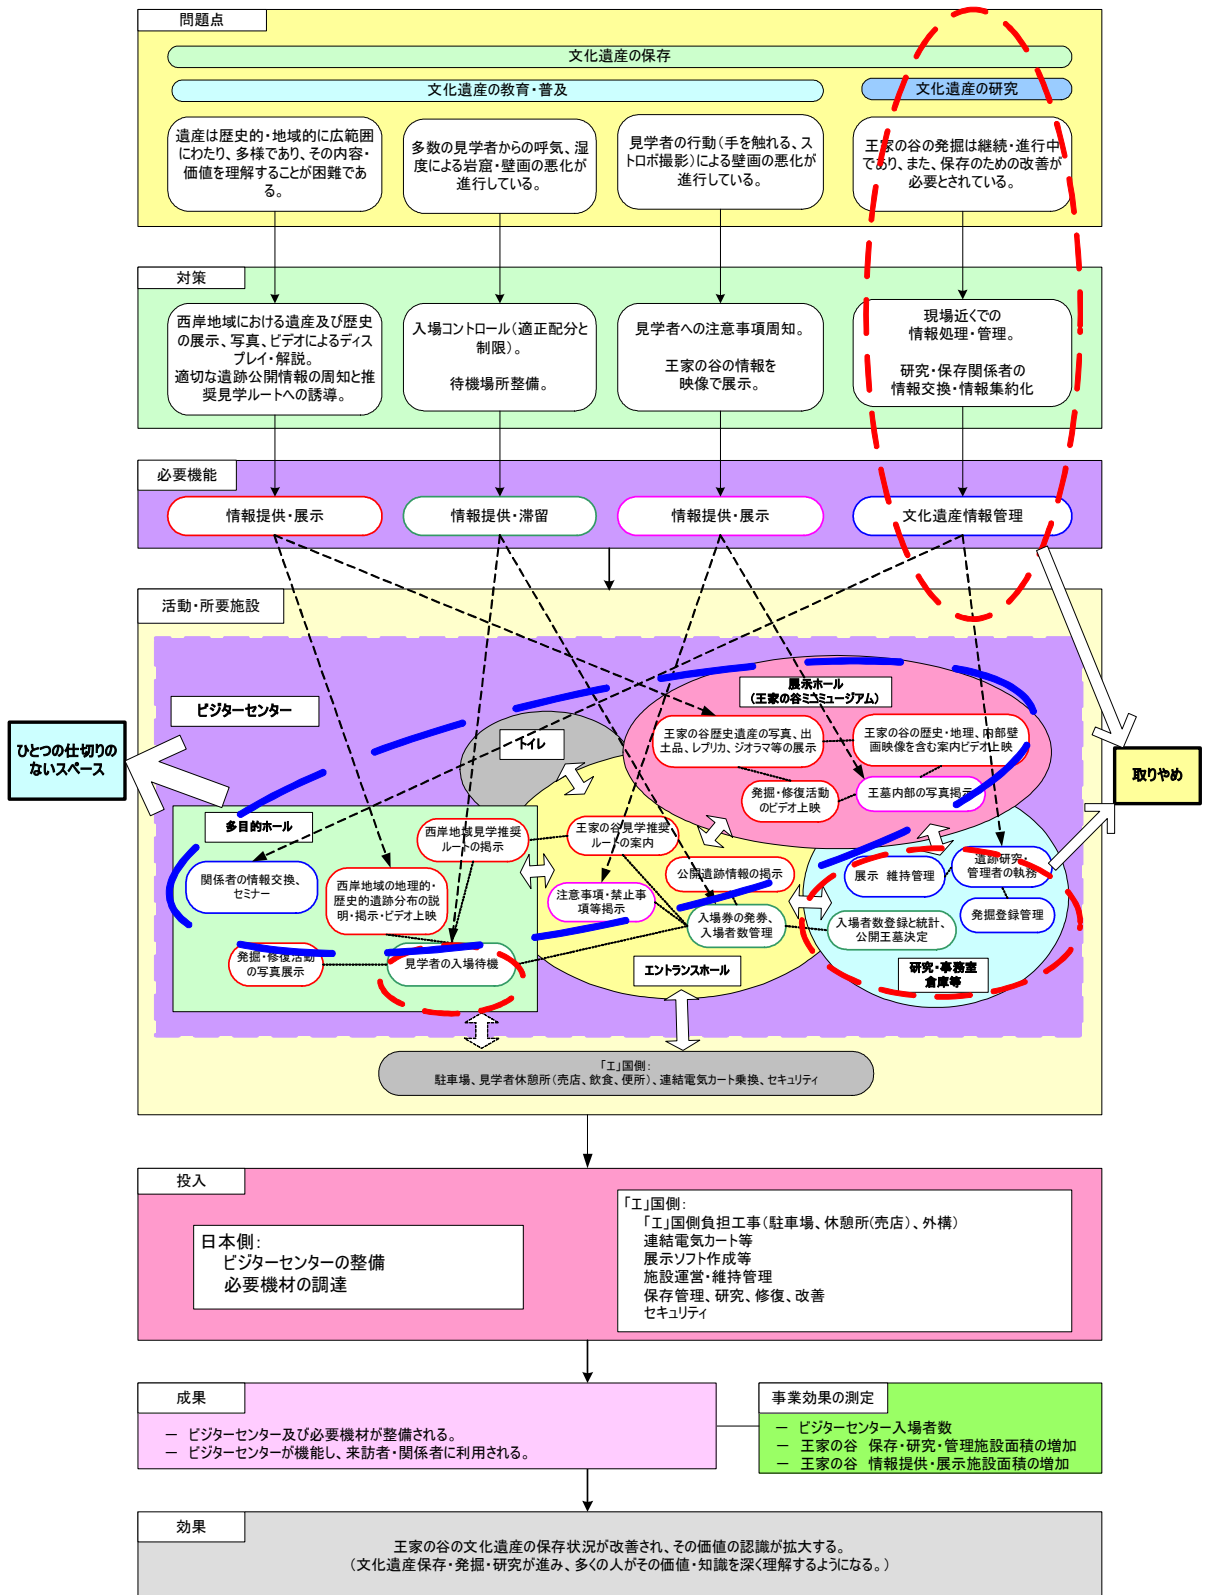 問題点
文化遺産の保存
文化遺産の教育・普及
文化遺産の研究
遺産は歴史的・地域的に広範囲
にわたり、多様であり、その内容・
価値を理解することが困難であ
る。
多数の見学者からの呼気、湿
度による岩窟・壁画の悪化が
進行している。
見学者の行動(手を触れる、ス
トロボ撮影)による壁画の悪化が
進行している。
王家の谷の発掘は継続・進行中
であり、また、保存のための改善が
必要とされている。
対策
西岸地域における遺産及び歴史
の展示、写真、ビデオによるディス
プレイ・解説。
適切な遺跡公開情報の周知と推
奨見学ルートへの誘導。
入場コントロール(適正配分と
制限)。
待機場所整備。
見学者への注意事項周知。
王家の谷の情報を
映像で展示。
現場近くでの
情報処理・管理。
研究・保存関係者の
情報交換・情報集約化
必要機能
情報提供・展示
情報提供・滞留
情報提供・展示
文化遺産情報管理
活動・所要施設
ビジターセンター
ひとつの仕切りの
ないスペース
取りやめ
展示ホール
(王家の谷ミニミュージアム)
トイレ
王家の谷歴史遺産の写真、出
土品、レプリカ、ジオラマ等の展示
王家の谷の歴史・地理、内部壁
画映像を含む案内ビデオ上映
発掘・修復活動
のビデオ上映
王墓内部の写真掲示
多目的ホール
西岸地域見学推奨
ルートの掲示
王家の谷見学推奨
ルートの案内
関係者の情報交換、
セミナー
西岸地域の地理的・
歴史的遺跡分布の説
明・掲示・ビデオ上映
公開遺跡情報の掲示
注意事項・禁止事
項等掲示
入場券の発券、
入場者数管理
展示 維持管理
遺跡研究・
管理者の執務
発掘登録管理
入場者数登録と統計、
公開王墓決定
発掘・修復活動
の写真展示
見学者の入場待機
エントランスホール
研究・事務室
倉庫等
「エ」国側:
駐車場、見学者休憩所(売店、飲食、便所)、連結電気カート乗換、セキュリティ
投入
日本側:
ビジターセンターの整備
必要機材の調達
「エ」国側:
「エ」国側負担工事(駐車場、休憩所(売店)、外構)
連結電気カート等
展示ソフト作成等
施設運営・維持管理
保存管理、研究、修復、改善
セキュリティ
成果
― ビジターセンター及び必要機材が整備される。
― ビジターセンターが機能し、来訪者・関係者に利用される。
事業効果の測定
― ビジターセンター入場者数
― 王家の谷 保存・研究・管理施設面積の増加
― 王家の谷 情報提供・展示施設面積の増加
効果
王家の谷の文化遺産の保存状況が改善され、その価値の認識が拡大する。
(文化遺産保存・発掘・研究が進み、多くの人がその価値・知識を深く理解するようになる。)